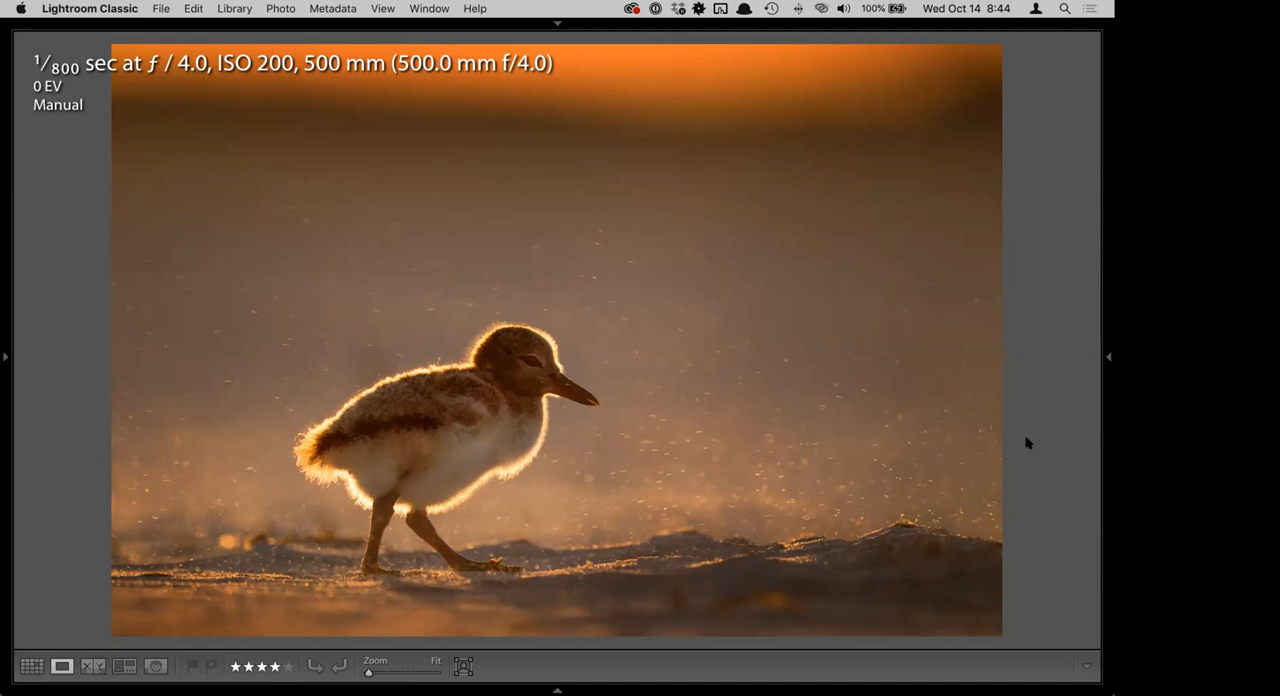 Lightroom Classic File Edit Library Photo Metadata View Window Help 100% Wed Oct 14 8:44
1/800 sec at ƒ / 4.0, ISO 200, 500 mm (500.0 mm f/4.0)
0 EV
Manual
Zoom Fit